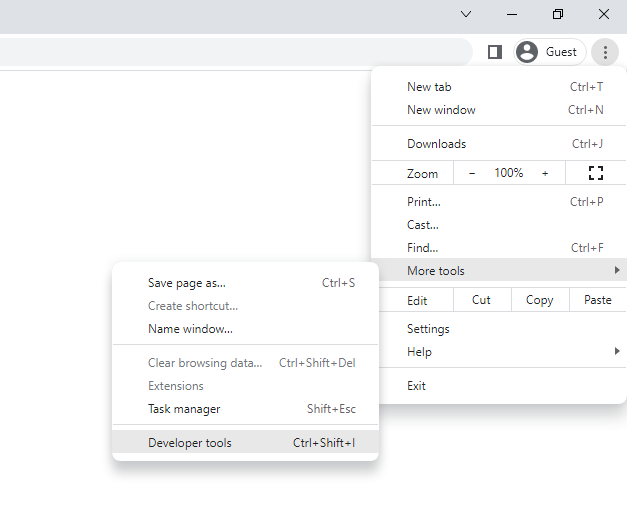 Guest
New tab Ctrl+T
New window Ctrl+N
Downloads Ctrl+J
Zoom - 100% +
Print... Ctrl+P
Cast...
Find... Ctrl+F
More tools
Edit Cut Copy Paste
Settings
Help
Exit
Save page as... Ctrl+S
Create shortcut...
Name window...
Clear browsing data... Ctrl+Shift+Del
Extensions
Task manager Shift+Esc
Developer tools Ctrl+Shift+I